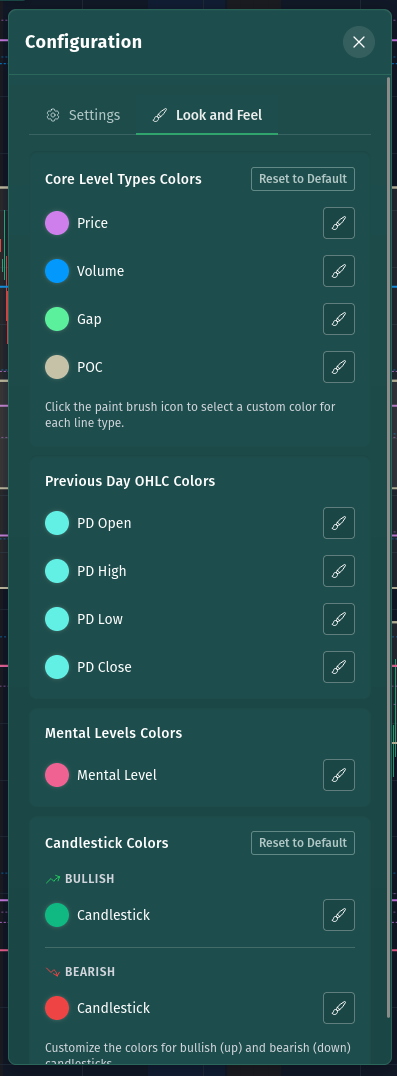 Configuration
Settings
Look and Feel
Core Level Types Colors
Reset to Default
Price
Volume
Gap
POC
Click the paint brush icon to select a custom color for
each line type.
Previous Day OHLC Colors
PD Open
PD High
PD Low
PD Close
Mental Levels Colors
Mental Level
Candlestick Colors
Reset to Default
BULLISH
Candlestick
BEARISH
Candlestick
Customize the colors for bullish (up) and bearish (down)
candlesticks